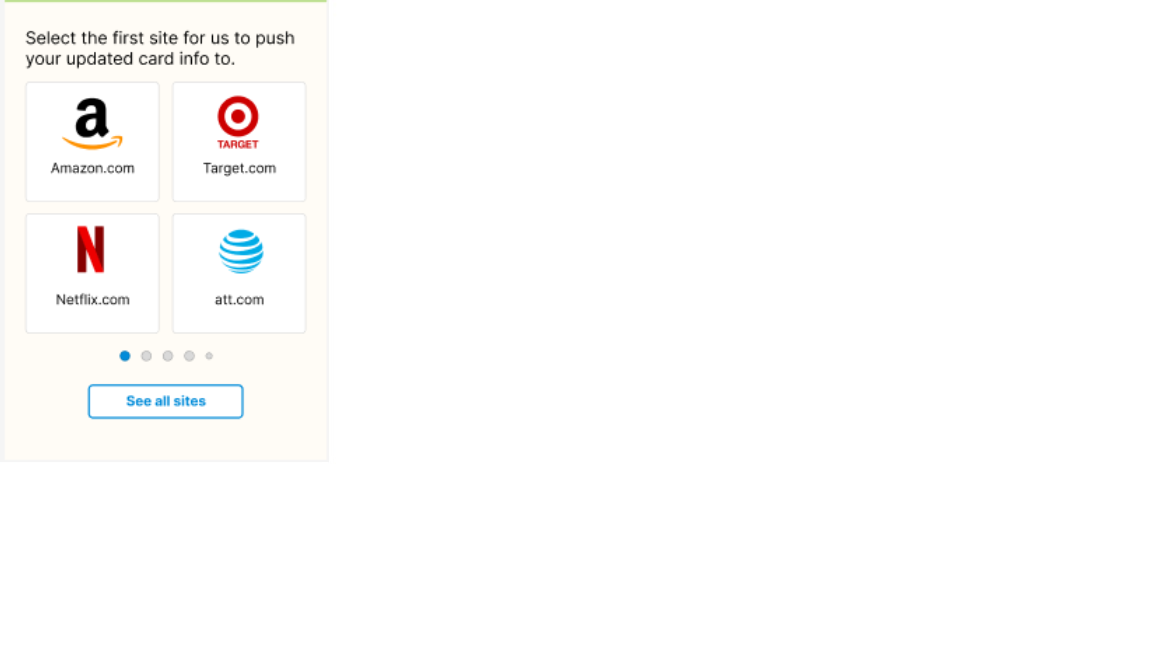 Select the first site for us to push
your updated card info to.
a
TARGET
Amazon.com
Target.com
N
Netflix.com
att.com
See all sites